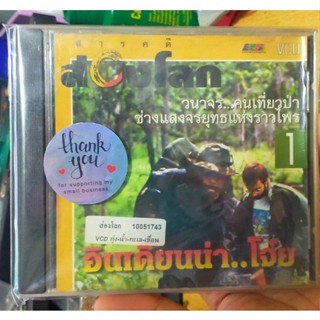 สารคดี
ส่องโลก
วนาจร..คนเที่ยวป่า
ช่วงแสงจรยุทธแห่งราวไพร
1
thank
you
for supporting my
small business
ส่องโลก 10051743
อินเดียนน่า..โจ๋ย